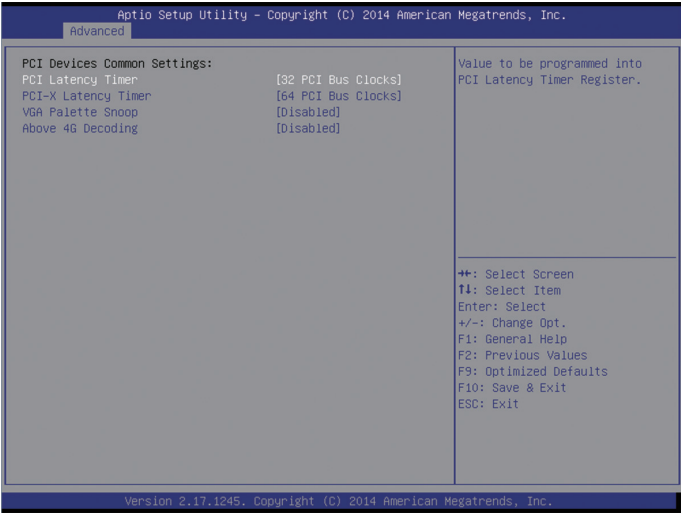 Aptio Setup Utility – Copyright (C) 2014 American Megatrends, Inc.
Advanced
PCI Devices Common Settings:
PCI Latency Timer [32 PCI Bus Clocks]
PCI-X Latency Timer [64 PCI Bus Clocks]
VGA Palette Snoop [Disabled]
Above 4G Decoding [Disabled]
Value to be programmed into
PCI Latency Timer Register.
→←: Select Screen
↑↓: Select Item
Enter: Select
+/-: Change Opt.
F1: General Help
F2: Previous Values
F9: Optimized Defaults
F10: Save & Exit
ESC: Exit
Version 2.17.1245. Copyright (C) 2014 American Megatrends, Inc.